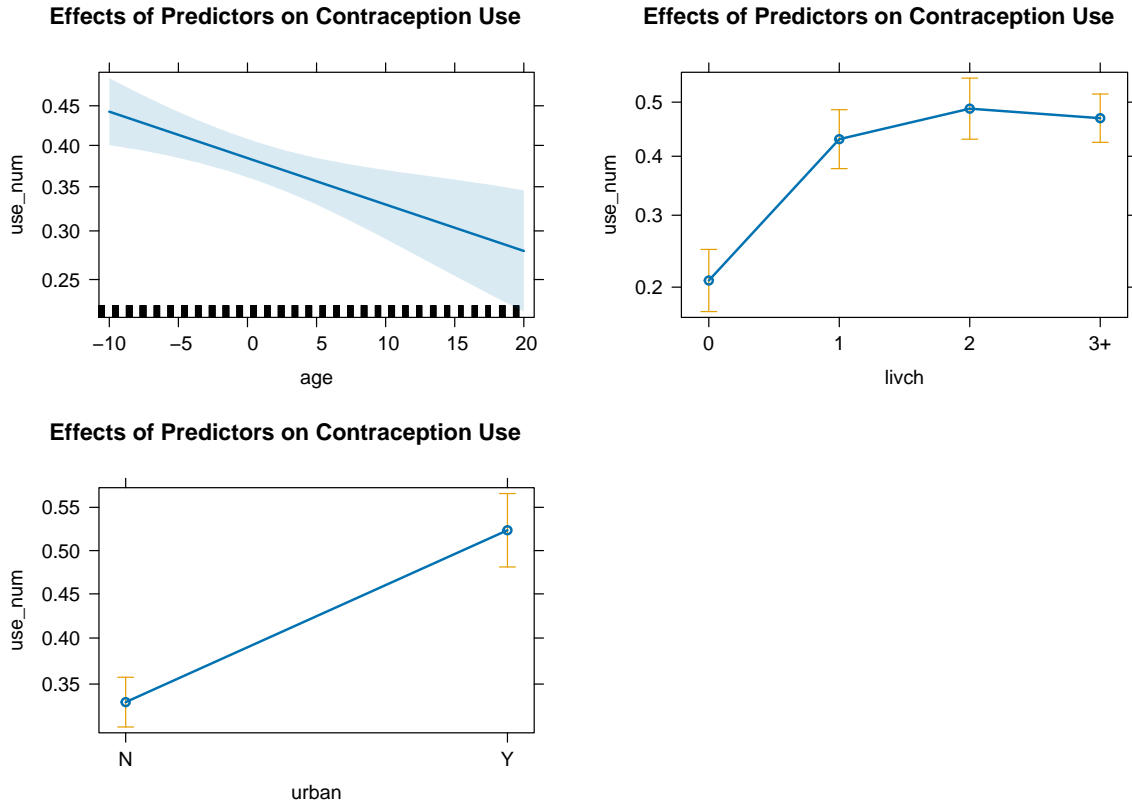 Effects of Predictors on Contraception Use
use_num
0.45
0.40
0.35
0.30
0.25
−10 −5 0 5 10 15 20
age
Effects of Predictors on Contraception Use
use_num
0.5
0.4
0.3
0.2
0 1 2 3+
livch
Effects of Predictors on Contraception Use
use_num
0.55
0.50
0.45
0.40
0.35
N Y
urban